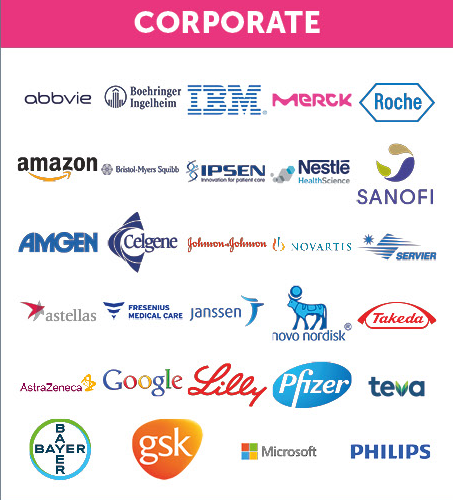 CORPORATE
abbvie
Boehringer
Ingelheim
IBM®
MERCK
Roche
amazon
Bristol-Myers Squibb
IPSEN
Innovation for patient care
Nestlé
HealthScience
SANOFI
AMGEN
Celgene
Johnson & Johnson
NOVARTIS
SERVIER
astellas
FRESENIUS
MEDICAL CARE
janssen
novo nordisk®
Takeda
AstraZeneca
Google
Lilly
Pfizer
teva
BAYER
BAYER
gsk
Microsoft
PHILIPS